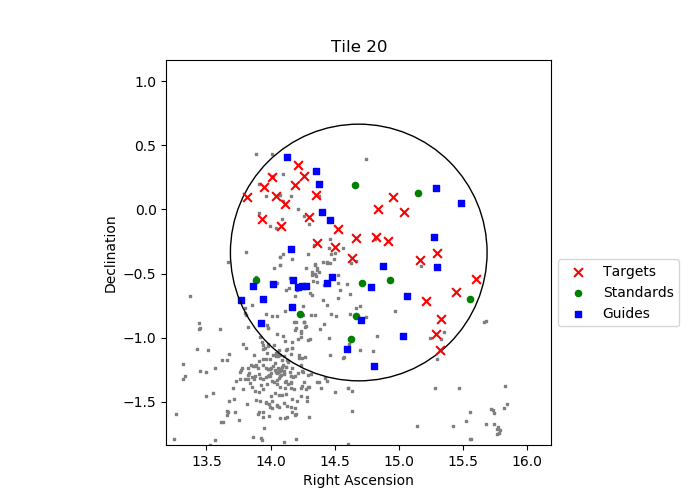 Tile 20
1.0
0.5
0.0
−0.5
−1.0
−1.5
Declination
13.5 14.0 14.5 15.0 15.5 16.0
Right Ascension
Targets
Standards
Guides